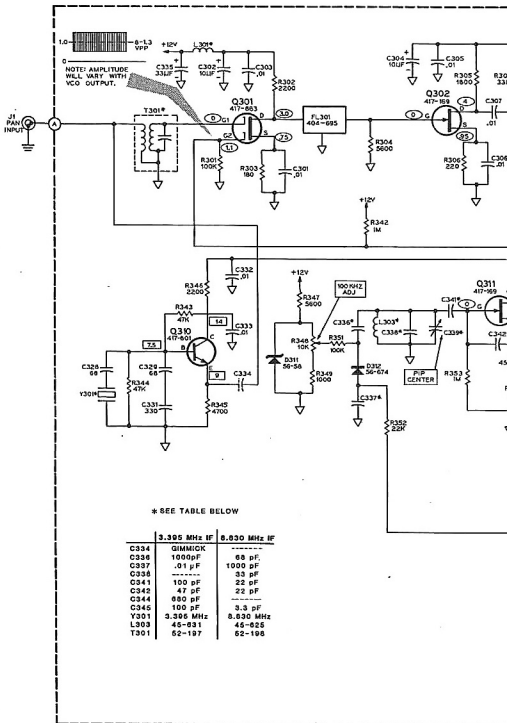 1.0
.8-1.3
VPP
0
NOTE: AMPLITUDE
WILL VARY WITH
VCO OUTPUT.
+12V
L301*
C335
33UF
C302
10UF
C303
.01
R302
2200
C304
10UF
C305
.01
R305
1800
J1
PAN
INPUT
A
T301*
Q301
417-863
0
G1
G2
D
S
3.0
.75
1.1
FL301
404-695
R301
100K
R303
180
C301
.01
R304
5600
Q302
417-169
0
G
D
S
4
.95
C307
.01
R306
220
C306
.01
+12V
R342
1M
R346
2200
C332
.01
R343
47K
C333
.01
Q310
417-801
7.5
B
C
E
14
9
C334
C328
68
C329
68
Y301*
R344
47K
C331
330
R345
4700
+12V
R347
5600
100 KHZ
ADJ
R348
10K
R351
100K
R349
1000
D311
56-58
C336*
L303*
C338*
C339*
D312
56-674
C337*
PIP
CENTER
R352
22K
C341*
Q311
417-169
0
G
R353
1M
C342
* SEE TABLE BELOW
3.395 MHz IF 8.830 MHz IF
C334 GIMMICK -------
C336 1000pF 68 pF.
C337 .01 µF 1000 pF
C338 ------- 33 pF
C341 100 pF 22 pF
C342 47 pF 22 pF
C344 680 pF -------
C345 100 pF 3.3 pF
Y301 3.395 MHz 8.830 MHz
L303 45-631 45-625
T301 52-197 52-198